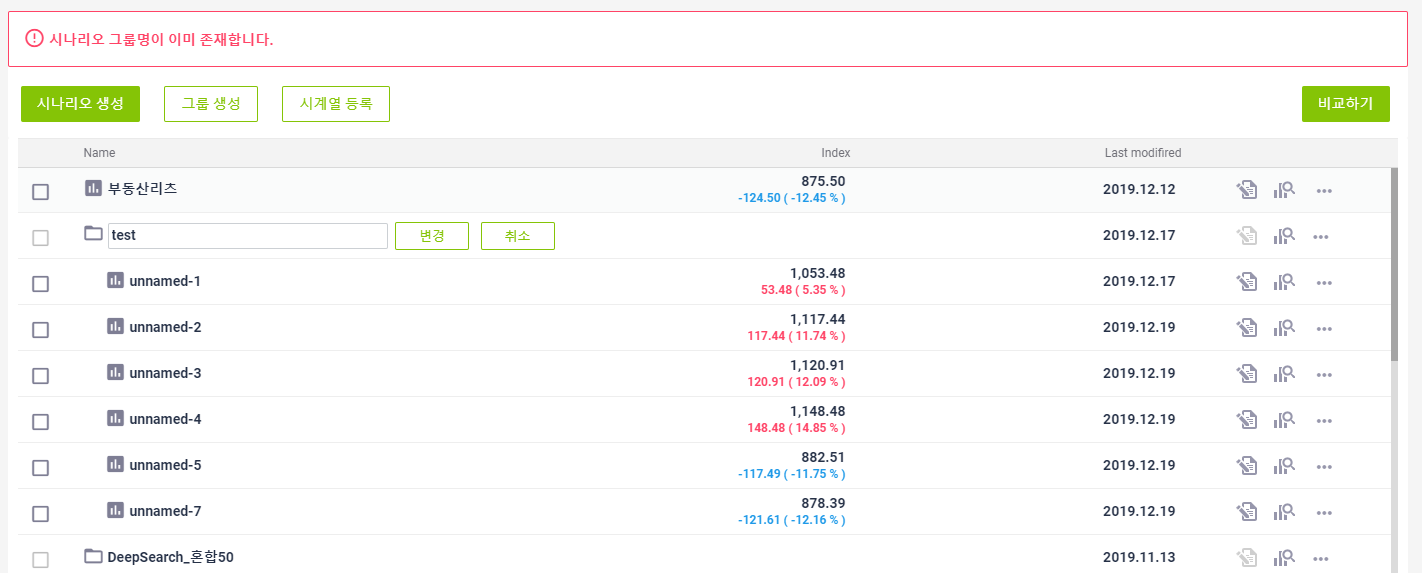 시나리오 그룹명이 이미 존재합니다.
시나리오 생성 그룹 생성 시계열 등록 비교하기
Name Index Last modifired
부동산리츠 875.50 2019.12.12
-124.50 ( -12.45 % )
test 변경 취소 2019.12.17
unnamed-1 1,053.48 2019.12.17
53.48 ( 5.35 % )
unnamed-2 1,117.44 2019.12.19
117.44 ( 11.74 % )
unnamed-3 1,120.91 2019.12.19
120.91 ( 12.09 % )
unnamed-4 1,148.48 2019.12.19
148.48 ( 14.85 % )
unnamed-5 882.51 2019.12.19
-117.49 ( -11.75 % )
unnamed-7 878.39 2019.12.19
-121.61 ( -12.16 % )
DeepSearch_혼합50 2019.11.13